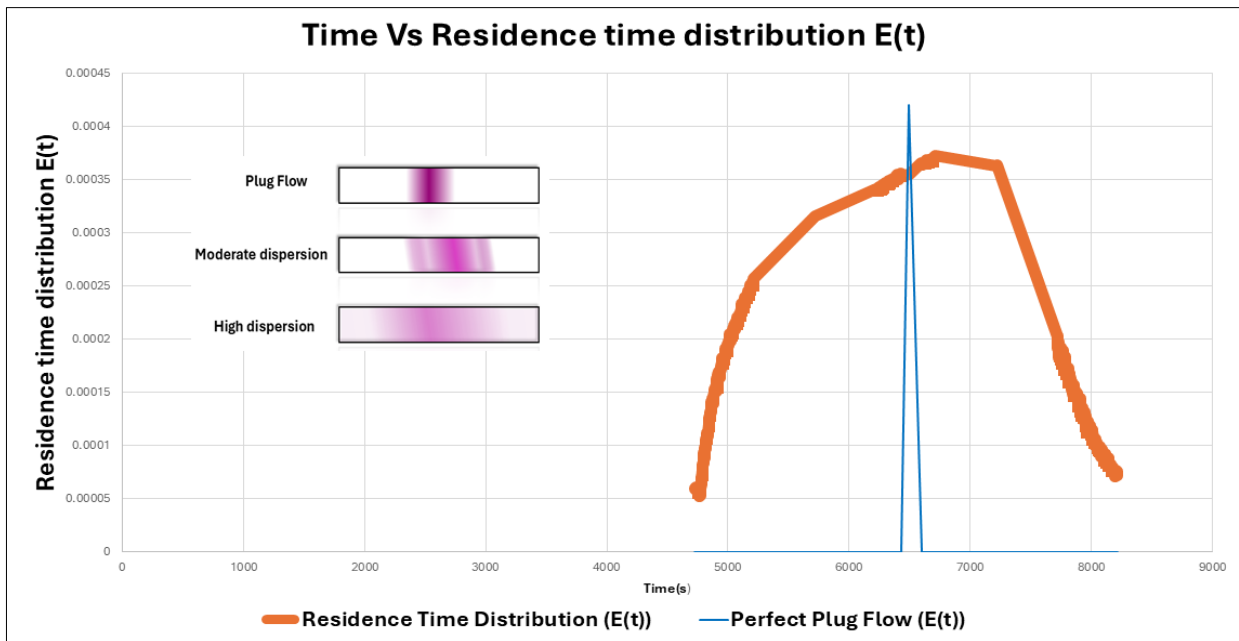 Time Vs Residence time distribution E(t)
Residence time distribution E(t)
0.00045
0.0004
0.00035
0.0003
0.00025
0.0002
0.00015
0.0001
0.00005
0
Plug Flow
Moderate dispersion
High dispersion
0 1000 2000 3000 4000 5000 6000 7000 8000 9000
Time(s)
Residence Time Distribution (E(t)) Perfect Plug Flow (E(t))